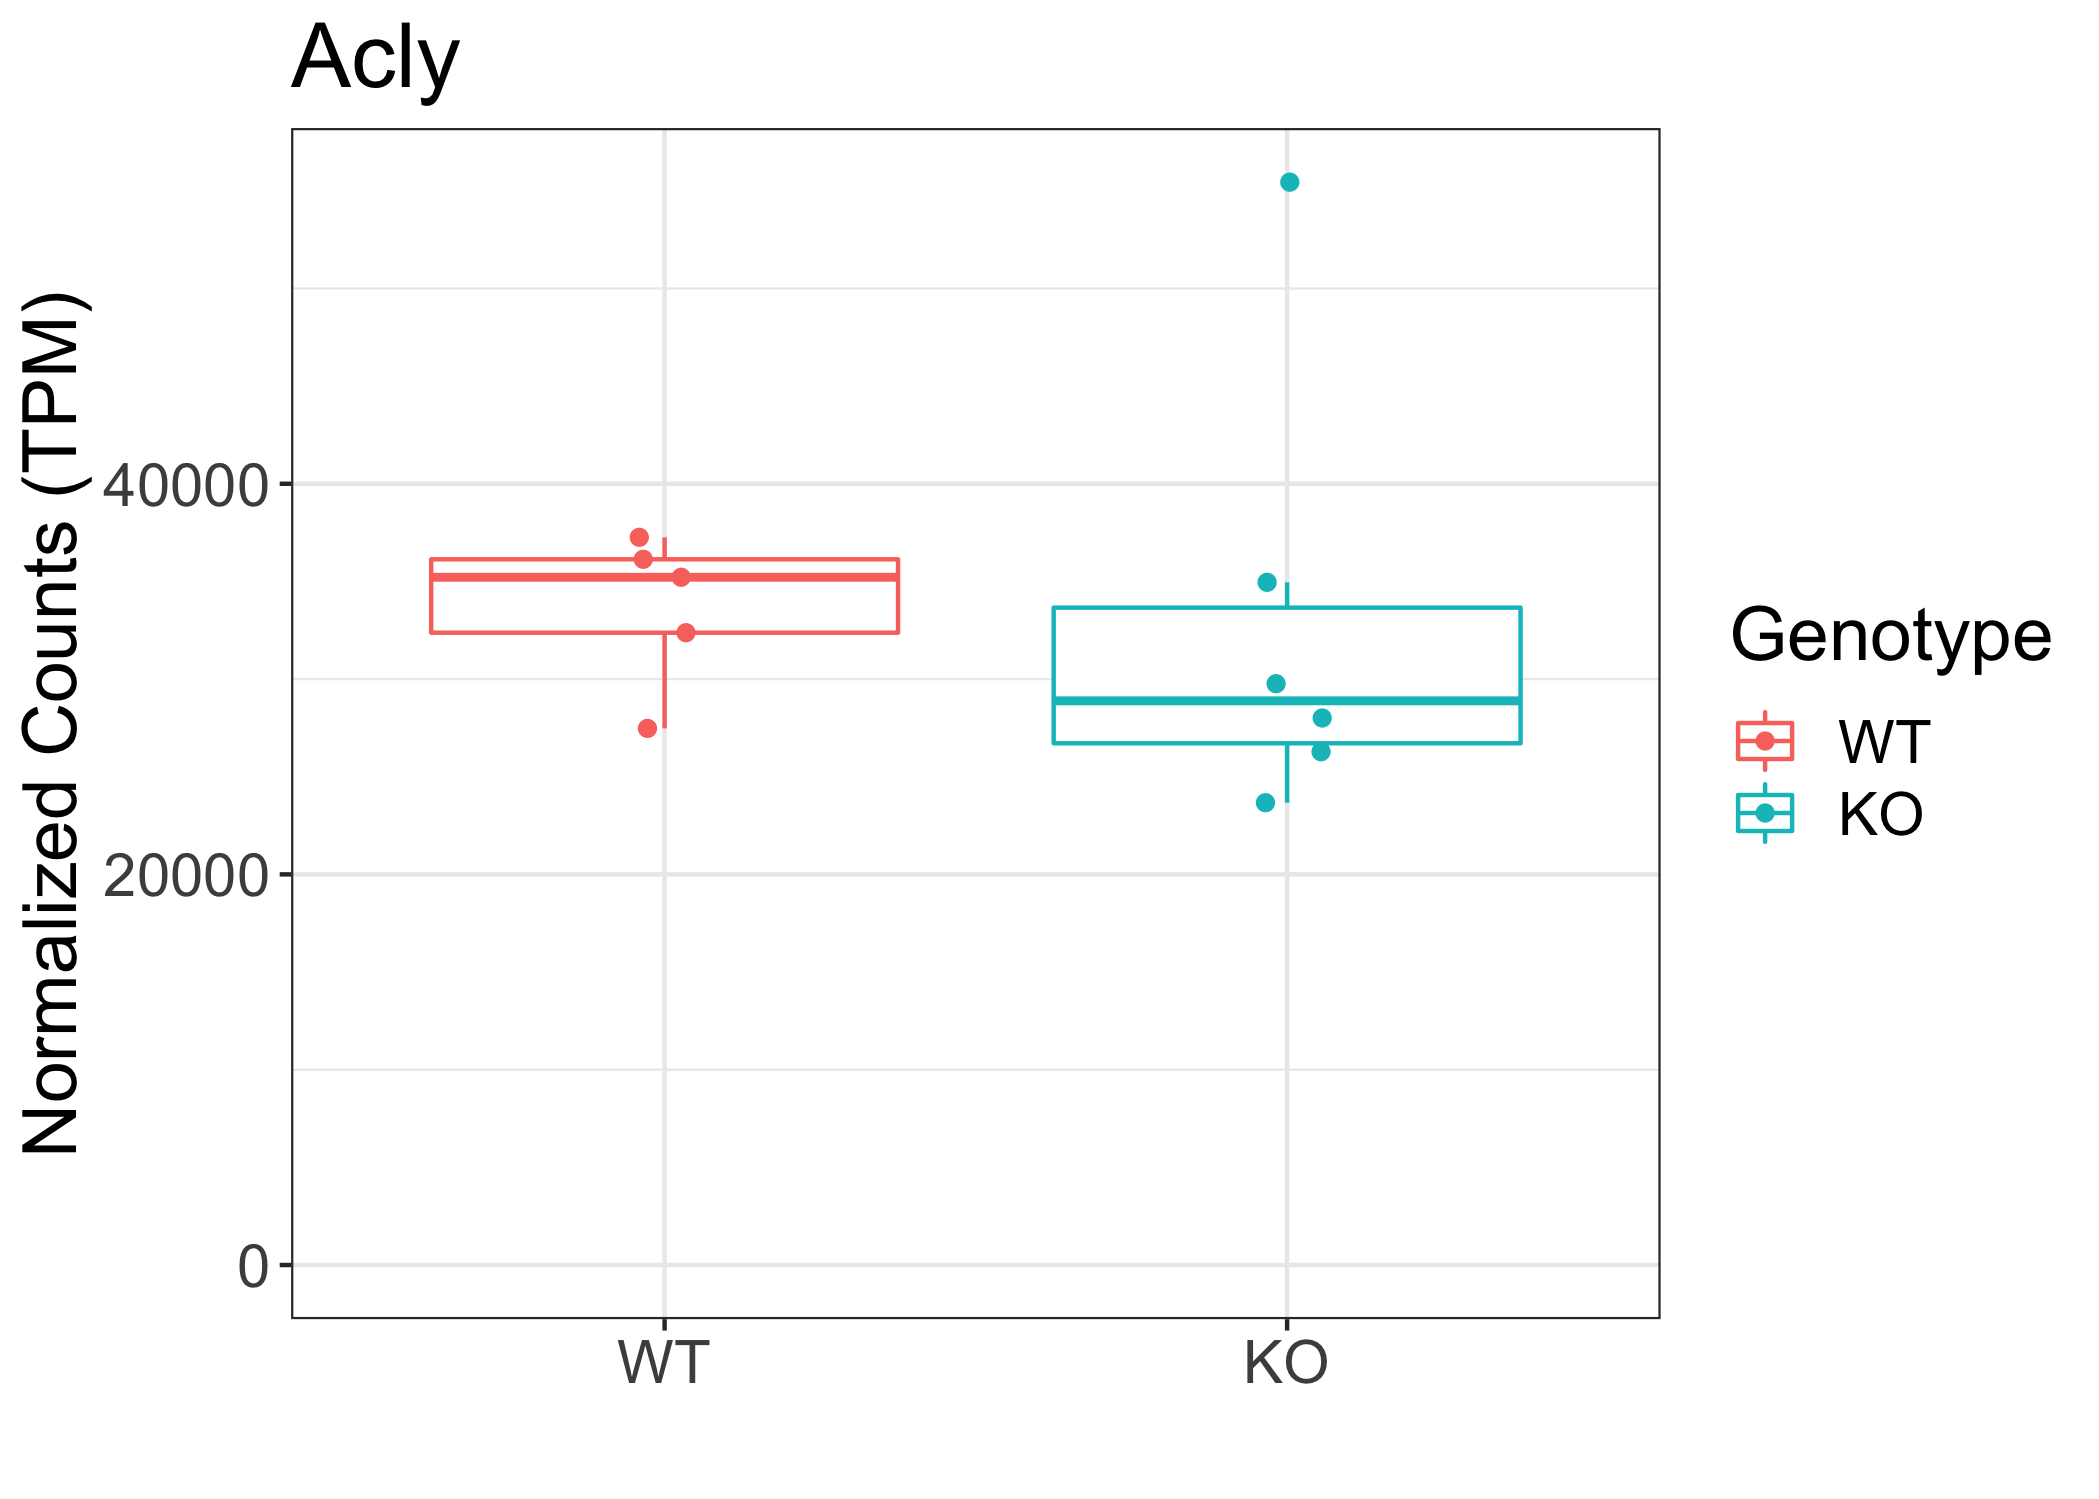 Acly
Normalized Counts (TPM)
40000
20000
0
WT
KO
Genotype
WT
KO